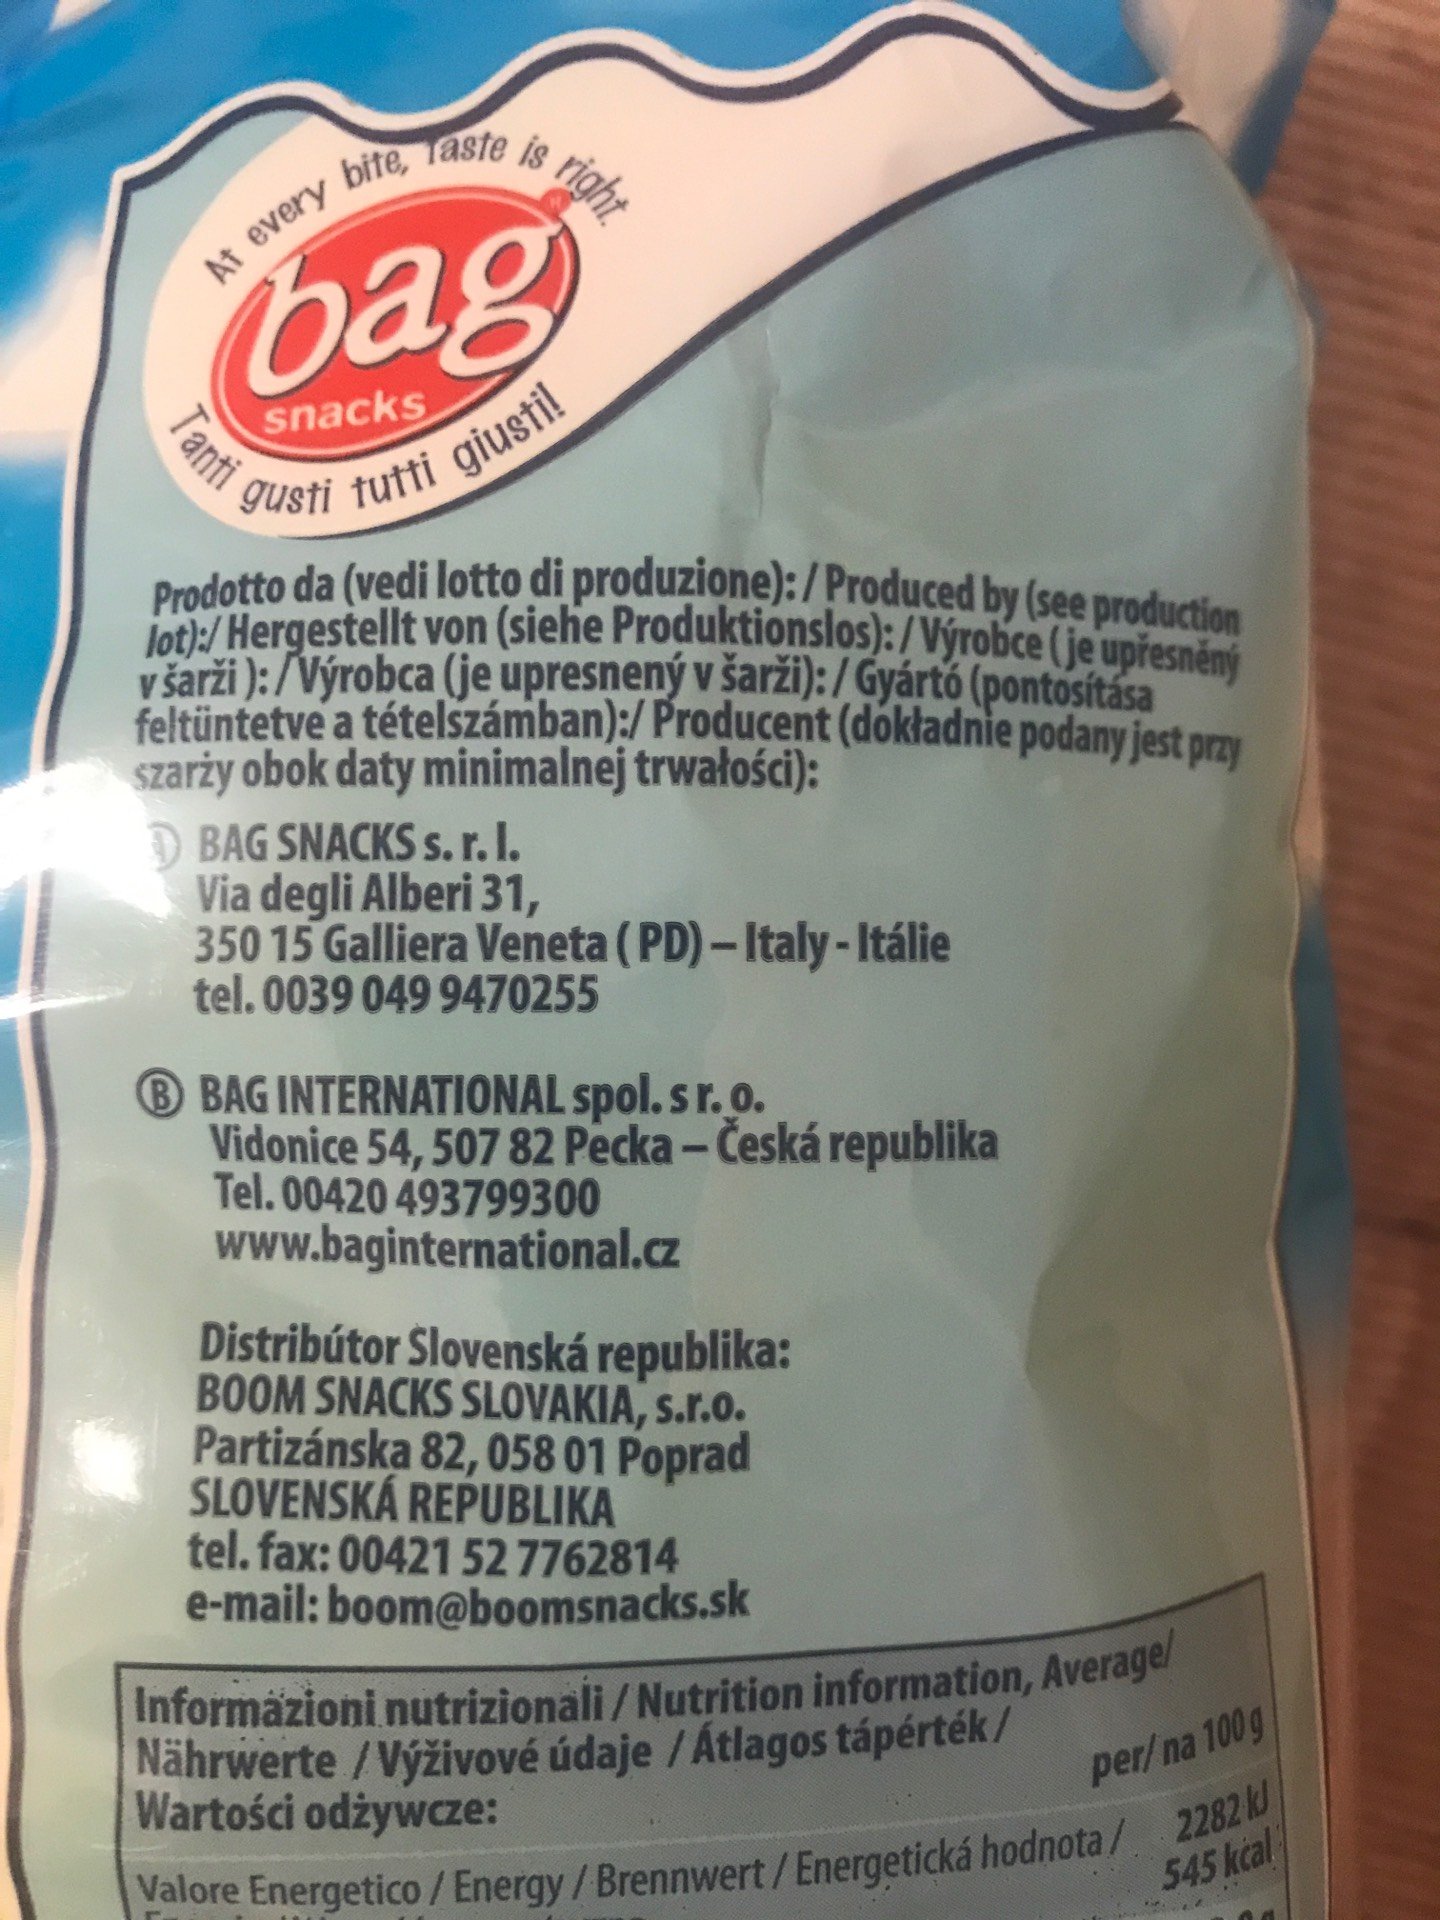 At every bite, Taste is right.
bag
snacks
Tanti gusti tutti giusti!
Prodotto da (vedi lotto di produzione): / Produced by (see production
lot):/ Hergestellt von (siehe Produktionslos): / Výrobce ( je upřesněný
v šarži ): / Výrobca (je upresnený v šarži): / Gyártó (pontosítása
feltüntetve a tételszámban):/ Producent (dokładnie podany jest przy
szarży obok daty minimalnej trwałości):
Ⓐ BAG SNACKS s. r. l.
Via degli Alberi 31,
350 15 Galliera Veneta ( PD) – Italy - Itálie
tel. 0039 049 9470255
Ⓑ BAG INTERNATIONAL spol. s r. o.
Vidonice 54, 507 82 Pecka – Česká republika
Tel. 00420 493799300
www.baginternational.cz
Distribútor Slovenská republika:
BOOM SNACKS SLOVAKIA, s.r.o.
Partizánska 82, 058 01 Poprad
SLOVENSKÁ REPUBLIKA
tel. fax: 00421 52 7762814
e-mail: boom@boomsnacks.sk
Informazioni nutrizionali / Nutrition information, Average/
Nährwerte / Výživové údaje / Átlagos tápérték /
Wartości odżywcze:
per/ na 100 g
Valore Energetico / Energy / Brennwert / Energetická hodnota /
2282 kJ
545 kcal